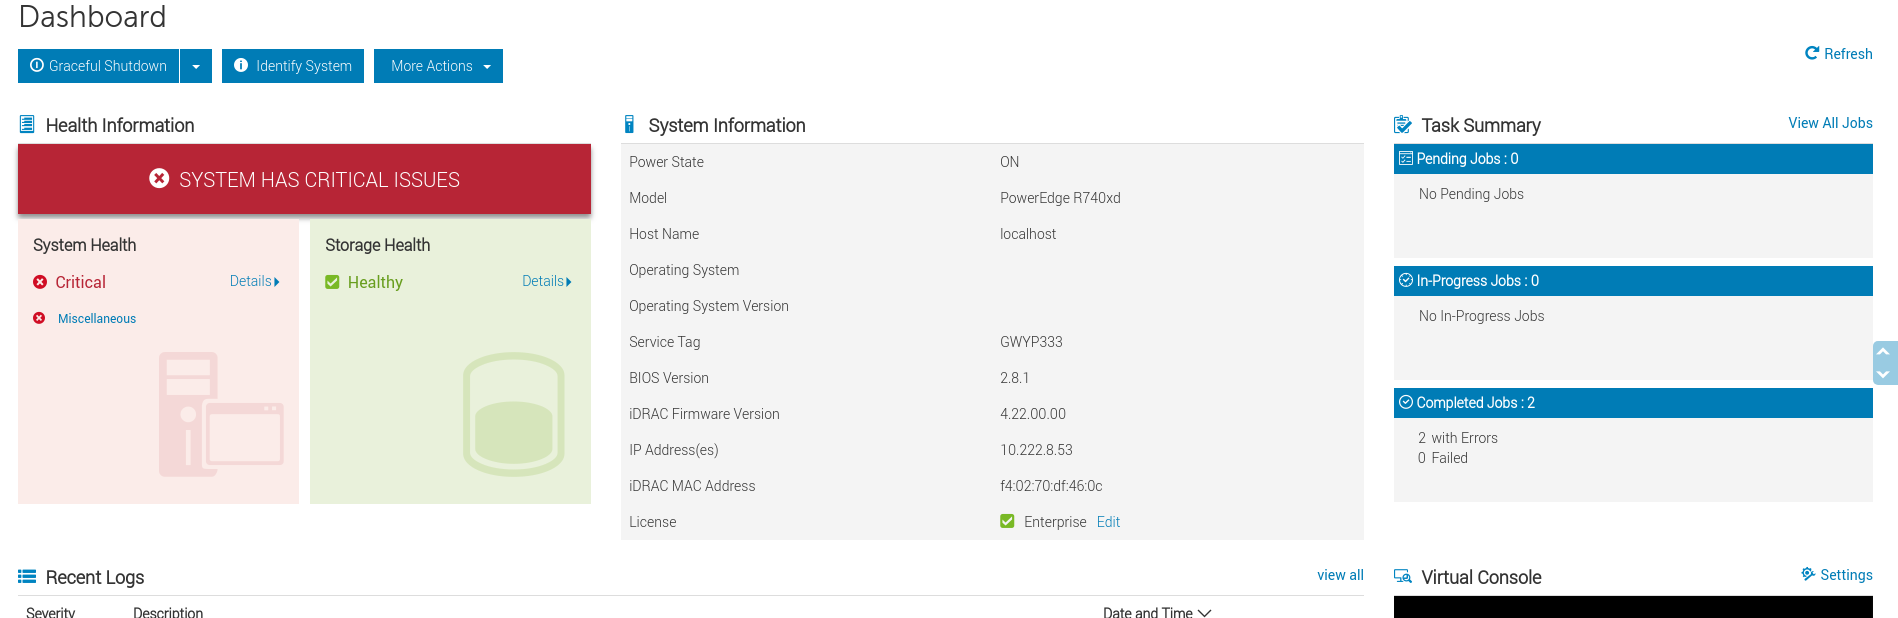 Dashboard
Graceful Shutdown
Identify System
More Actions
Refresh
Health Information
SYSTEM HAS CRITICAL ISSUES
System Health
Critical
Details
Miscellaneous
Storage Health
Healthy
Details
System Information
Power State ON
Model PowerEdge R740xd
Host Name localhost
Operating System
Operating System Version
Service Tag GWYP333
BIOS Version 2.8.1
iDRAC Firmware Version 4.22.00.00
IP Address(es) 10.222.8.53
iDRAC MAC Address f4:02:70:df:46:0c
License Enterprise Edit
Task Summary
View All Jobs
Pending Jobs : 0
No Pending Jobs
In-Progress Jobs : 0
No In-Progress Jobs
Completed Jobs : 2
2 with Errors
0 Failed
Recent Logs
view all
Severity Description Date and Time
Virtual Console
Settings